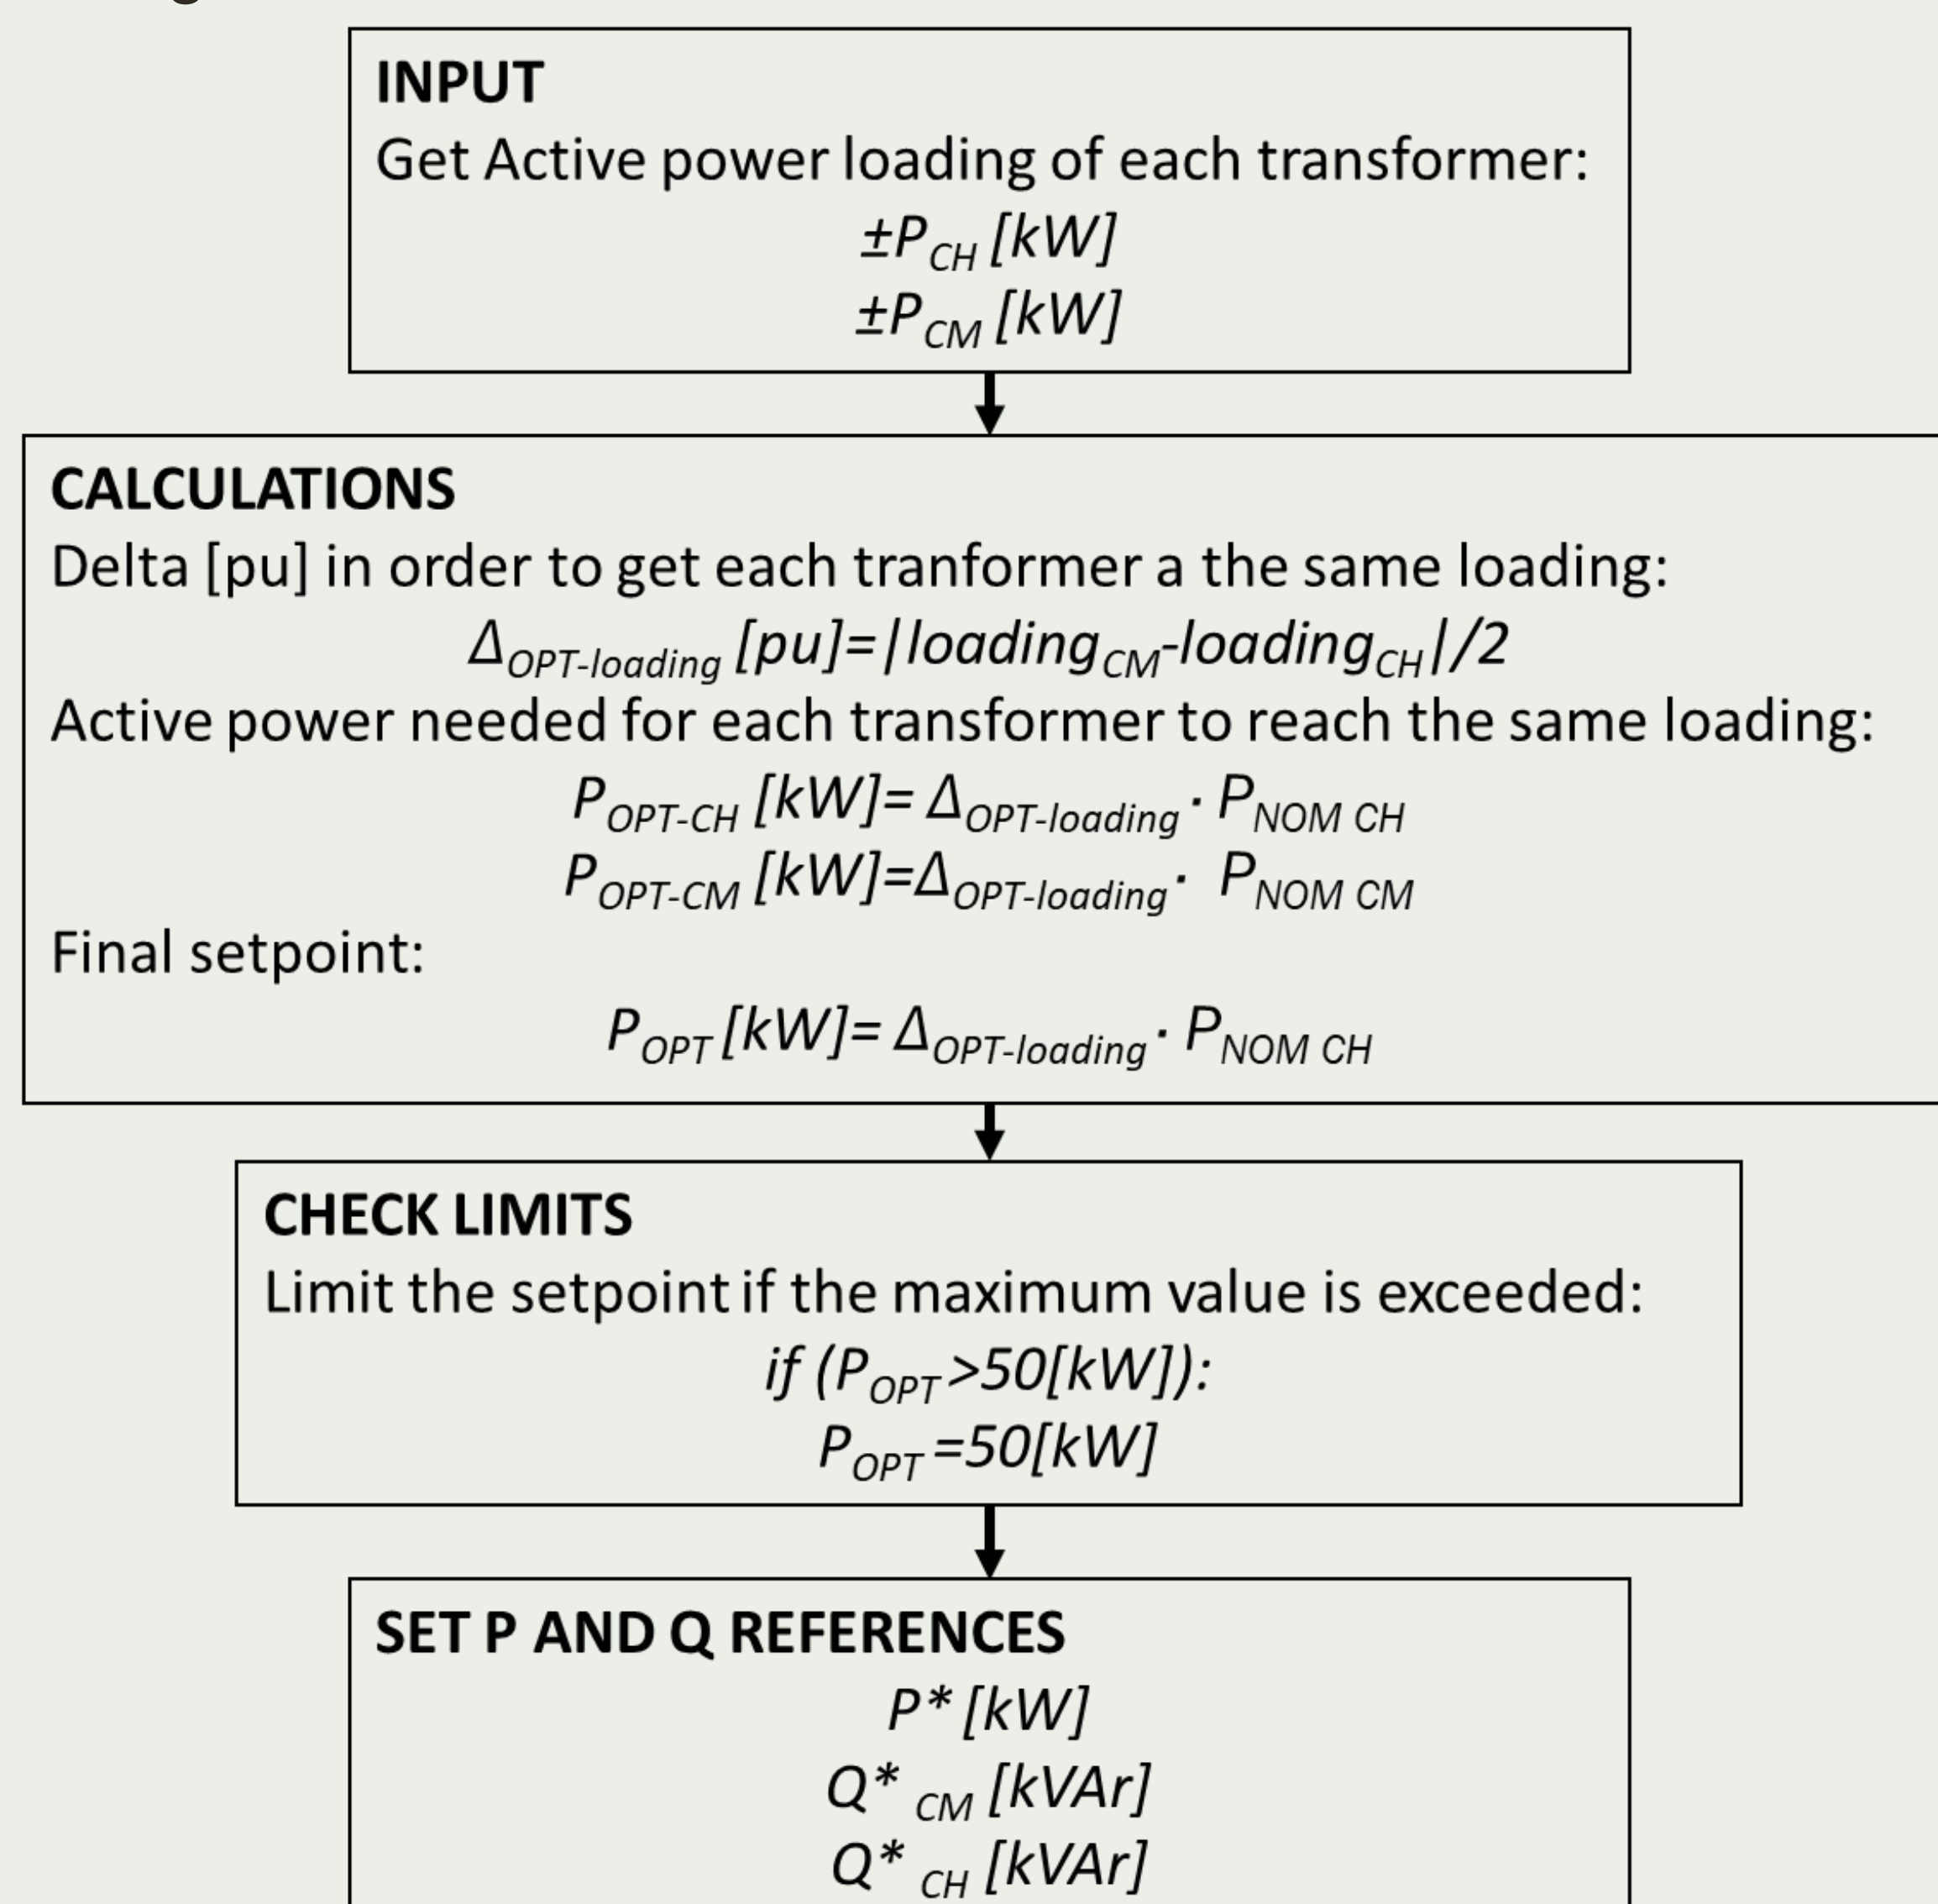 INPUT
Get Active power loading of each transformer:
±P_CH [kW]
±P_CM [kW]
CALCULATIONS
Delta [pu] in order to get each tranformer a the same loading:
Δ_OPT-loading [pu]=|loading_CM-loading_CH|/2
Active power needed for each transformer to reach the same loading:
P_OPT-CH [kW]= Δ_OPT-loading · P_NOM CH
P_OPT-CM [kW]=Δ_OPT-loading · P_NOM CM
Final setpoint:
P_OPT [kW]= Δ_OPT-loading · P_NOM CH
CHECK LIMITS
Limit the setpoint if the maximum value is exceeded:
if (P_OPT >50[kW]):
P_OPT =50[kW]
SET P AND Q REFERENCES
P* [kW]
Q*_CM [kVAr]
Q*_CH [kVAr]